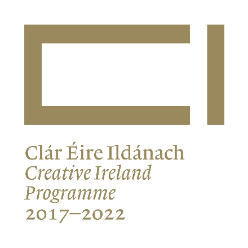 Clár Éire Ildánach
Creative Ireland
Programme
2017–2022